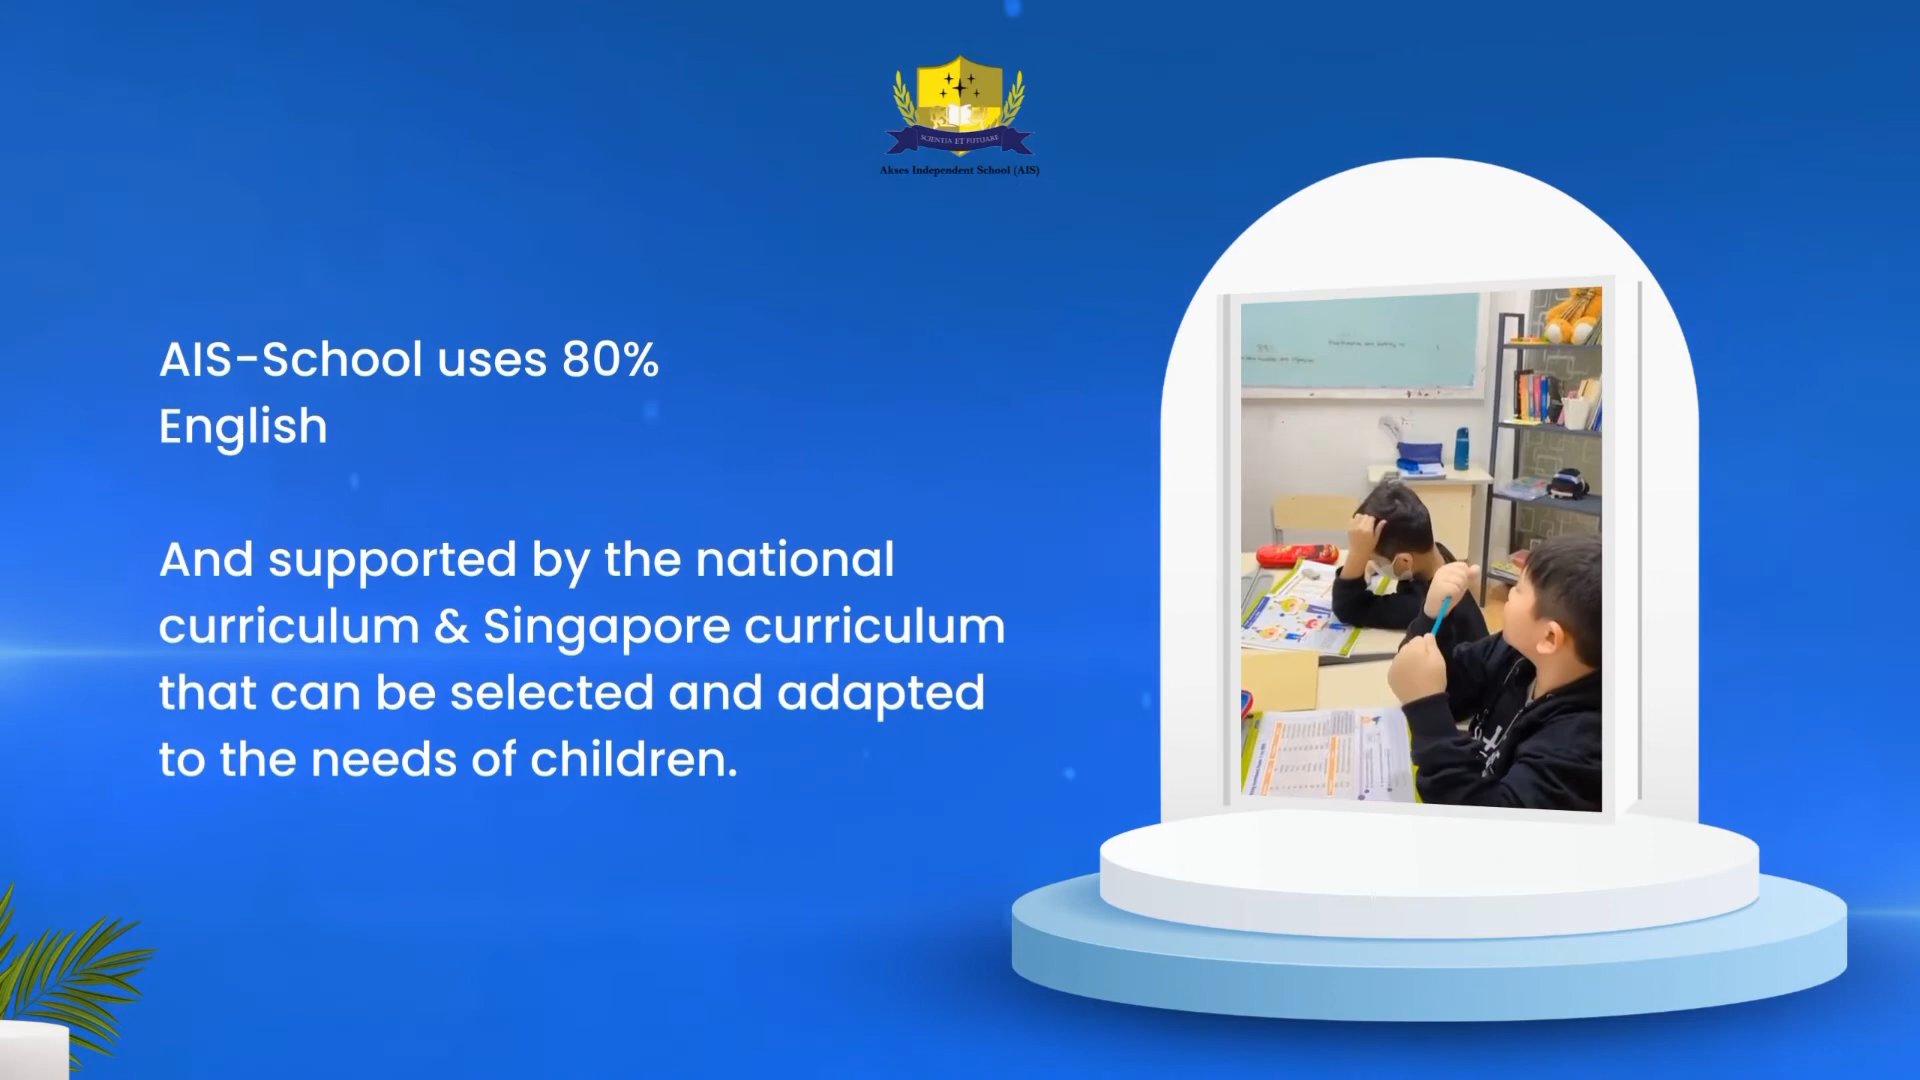 SCIENTIA ET FUTUARE
Akses Independent School (AIS)
AIS-School uses 80%
English
And supported by the national
curriculum & Singapore curriculum
that can be selected and adapted
to the needs of children.